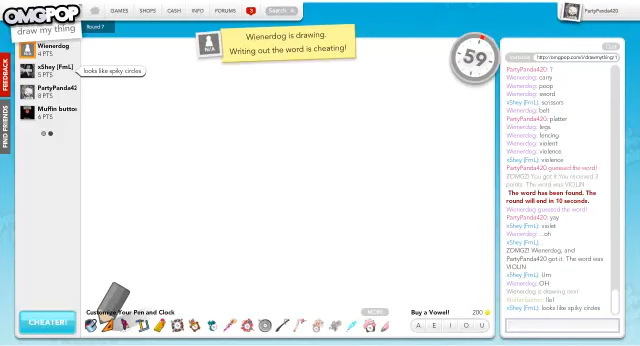 OMGPOP
GAMES
SHOPS
CASH
INFO
FORUMS
3
Search
PartyPanda420
draw my thing
Round 7
FEEDBACK
FIND FRIENDS
Wienerdog
4 PTS
xShey [FmL]
5 PTS
PartyPanda42
8 PTS
Muffin button
6 PTS
looks like spiky circles
N/A
Wienerdog is drawing.
Writing out the word is cheating!
59
http://omgpop.com/i/drawmything/1
PartyPanda420: ?
Wienerdog: carry
Wienerdog: poop
Wienerdog: sword
xShey [FmL]: scissors
Wienerdog: belt
PartyPanda420: platter
Wienerdog: legs
Wienerdog: fencing
Wienerdog: violent
Wienerdog: violence
xShey [FmL]: violence
PartyPanda420 guessed the word!
ZOMGZ! You got it You received 3
points. The word was VIOLIN
The word has been found. The
round will end in 10 seconds.
Wienerdog guessed the word!
PartyPanda420: yay
xShey [FmL]: violet
Wienerdog: ...oh
xShey [FmL]:
ZOMGZ! Wienerdog, and
PartyPanda420 got it. The word was
VIOLIN
xShey [FmL]: Um
Wienerdog: OH
Wienerdog is drawing next!
xShey [FmL]: looks like spiky circles
CHEATER!
Customize Your Pen and Clock
MORE
Buy a Vowel!
200
A E I O U